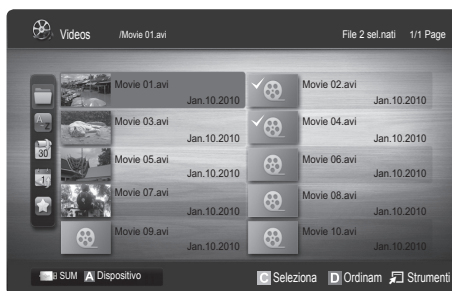 Videos /Movie 01.avi File 2 sel.nati 1/1 Page
Movie 01.avi Movie 02.avi
Jan.10.2010 Jan.10.2010
Movie 03.avi Movie 04.avi
Jan.10.2010 Jan.10.2010
Movie 05.avi Movie 06.avi
Jan.10.2010 Jan.10.2010
Movie 07.avi Movie 08.avi
Jan.10.2010 Jan.10.2010
Movie 09.avi Movie 10.avi
Jan.10.2010 Jan.10.2010
SUM A Dispositivo C Seleziona D Ordinam Strumenti